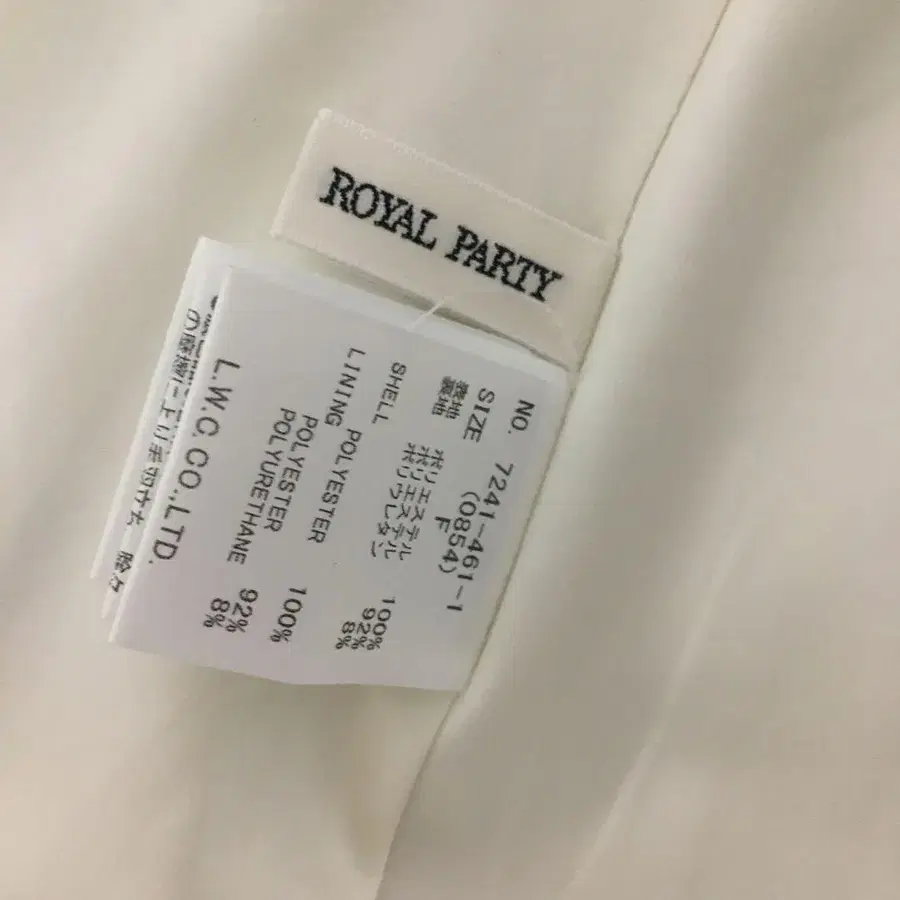 ROYAL PARTY
NO. 7241-461-1
(0854)
SIZE F
表地 ポリエステル 100%
裏地 ポリエステル 92%
ポリウレタン 8%
SHELL POLYESTER 100%
LINING POLYESTER 92%
POLYURETHANE 8%
L.W.C.CO.,LTD.